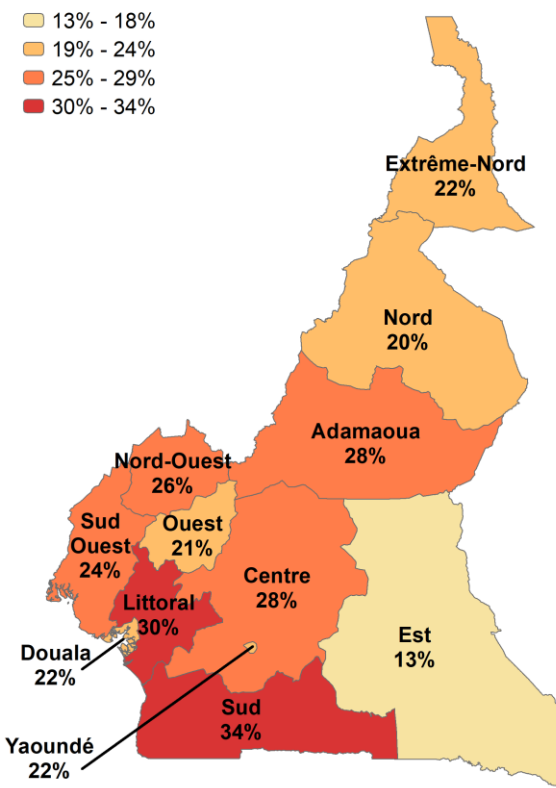 13% - 18%
19% - 24%
25% - 29%
30% - 34%
Extrême-Nord
22%
Nord
20%
Adamaoua
28%
Nord-Ouest
26%
Ouest
21%
Sud
Ouest
24%
Centre
28%
Littoral
30%
Est
13%
Douala
22%
Sud
34%
Yaoundé
22%